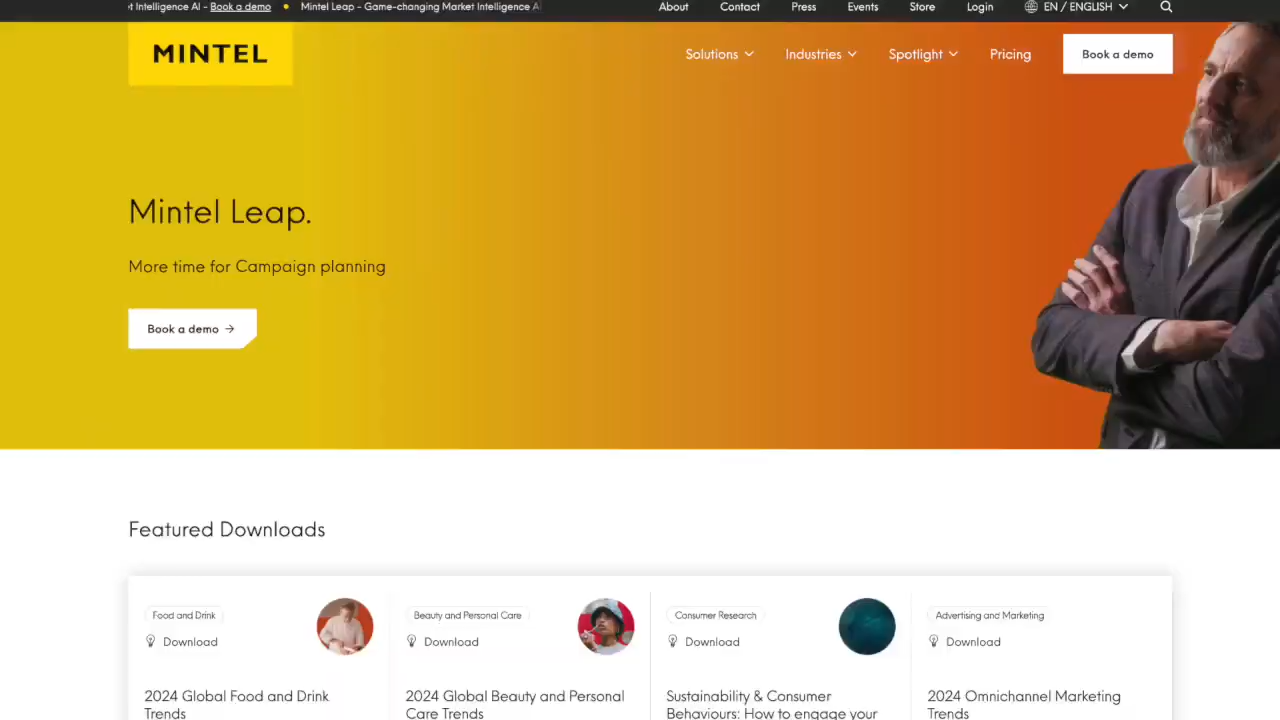 et Intelligence AI - Book a demo
Mintel Leap - Game-changing Market Intelligence AI
About Contact Press Events Store Login EN / ENGLISH
MINTEL
Solutions Industries Spotlight Pricing Book a demo
Mintel Leap.
More time for Campaign planning
Book a demo →
Featured Downloads
Food and Drink
Download
2024 Global Food and Drink
Trends
Beauty and Personal Care
Download
2024 Global Beauty and Personal
Care Trends
Consumer Research
Download
Sustainability & Consumer
Behaviours: How to engage your
Advertising and Marketing
Download
2024 Omnichannel Marketing
Trends